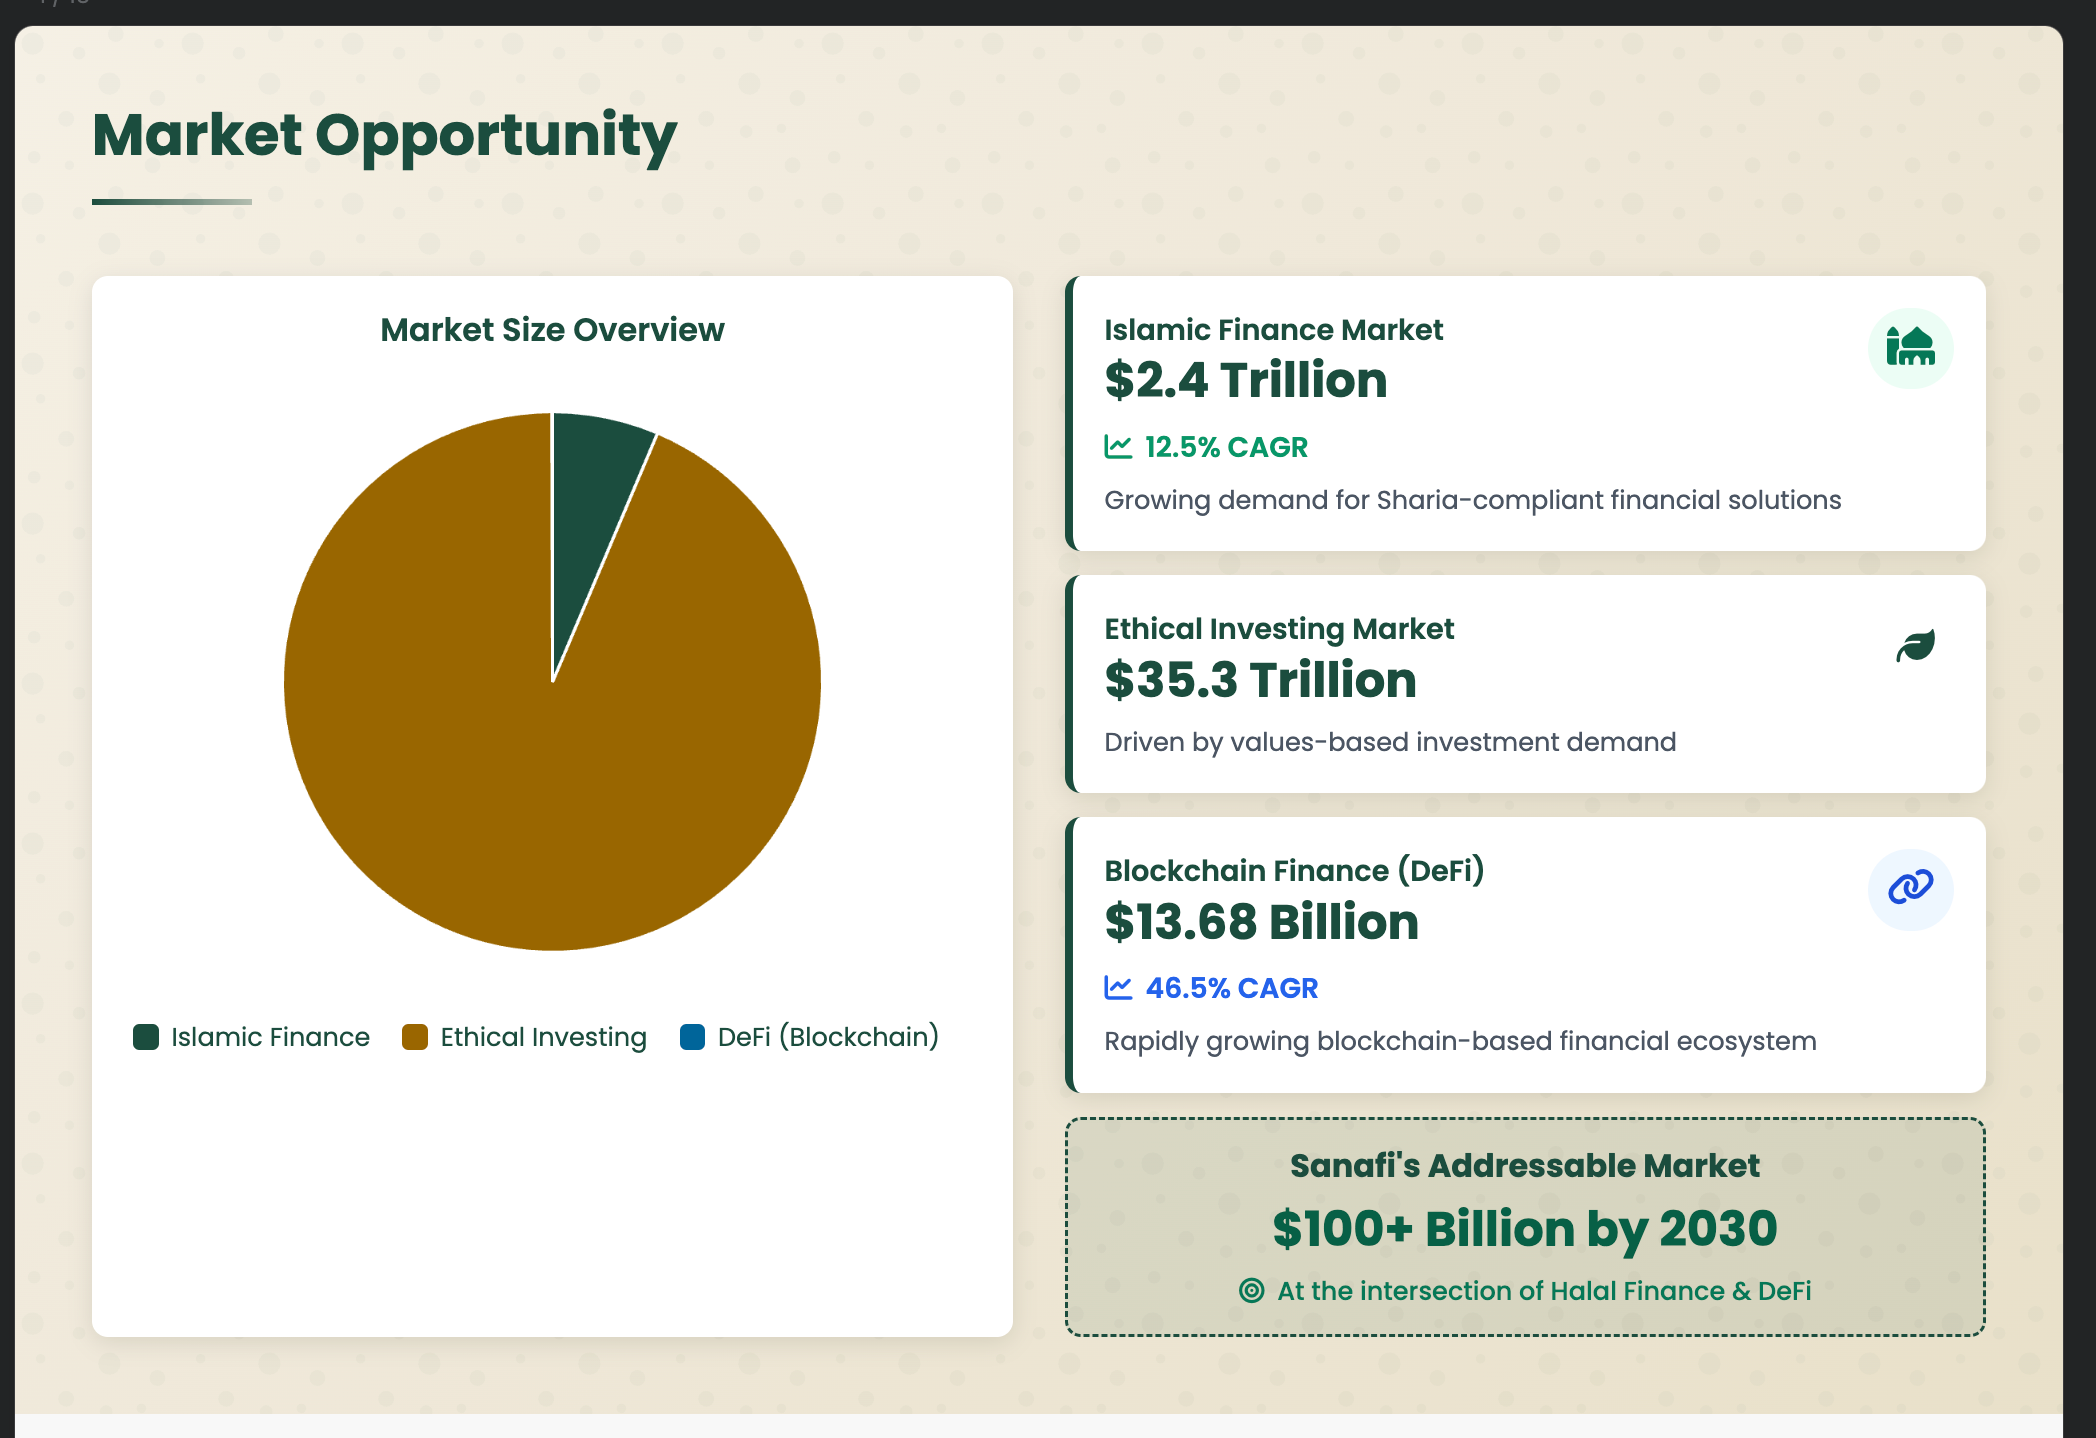 Market Opportunity
Market Size Overview
Islamic Finance
Ethical Investing
DeFi (Blockchain)
Islamic Finance Market
$2.4 Trillion
12.5% CAGR
Growing demand for Sharia-compliant financial solutions
Ethical Investing Market
$35.3 Trillion
Driven by values-based investment demand
Blockchain Finance (DeFi)
$13.68 Billion
46.5% CAGR
Rapidly growing blockchain-based financial ecosystem
Sanafi's Addressable Market
$100+ Billion by 2030
At the intersection of Halal Finance & DeFi